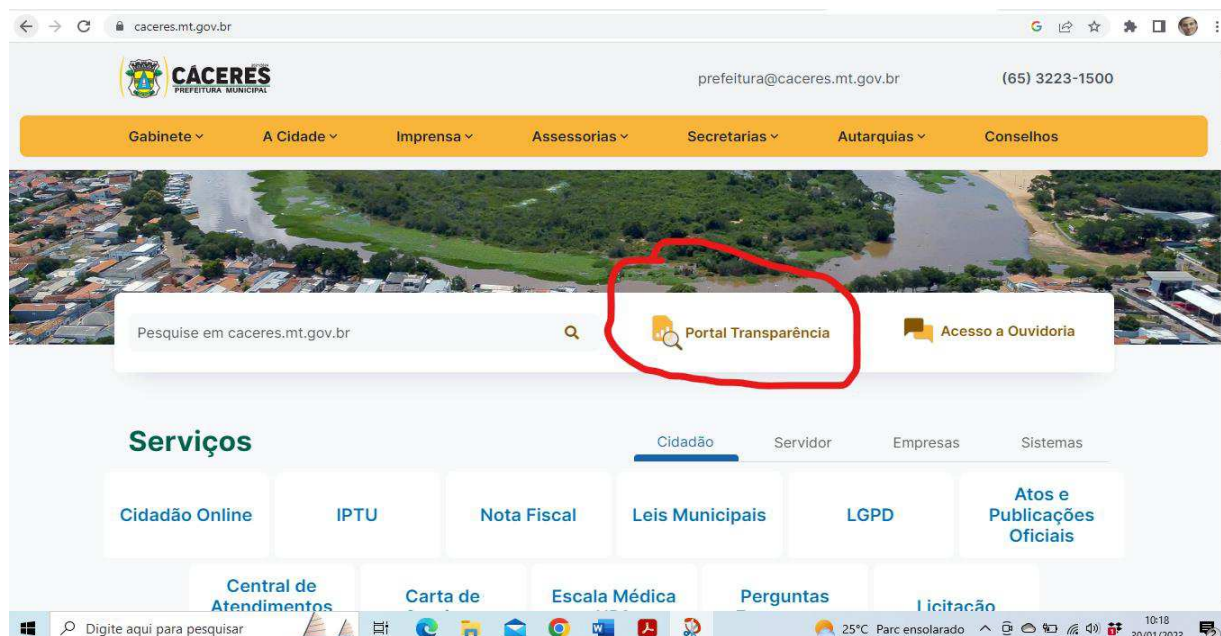 caceres.mt.gov.br
CÁCERES
PREFEITURA MUNICIPAL
prefeitura@caceres.mt.gov.br
(65) 3223-1500
Gabinete A Cidade Imprensa Assessorias Secretarias Autarquias Conselhos
Pesquise em caceres.mt.gov.br
Portal Transparência
Acesso a Ouvidoria
Serviços
Cidadão Servidor Empresas Sistemas
Cidadão Online
IPTU
Nota Fiscal
Leis Municipais
LGPD
Atos e
Publicações
Oficiais
Central de
Atendimentos
Carta de
Escala Médica
Perguntas
Licitação
Digite aqui para pesquisar
25°C Parc ensolarado
10:18